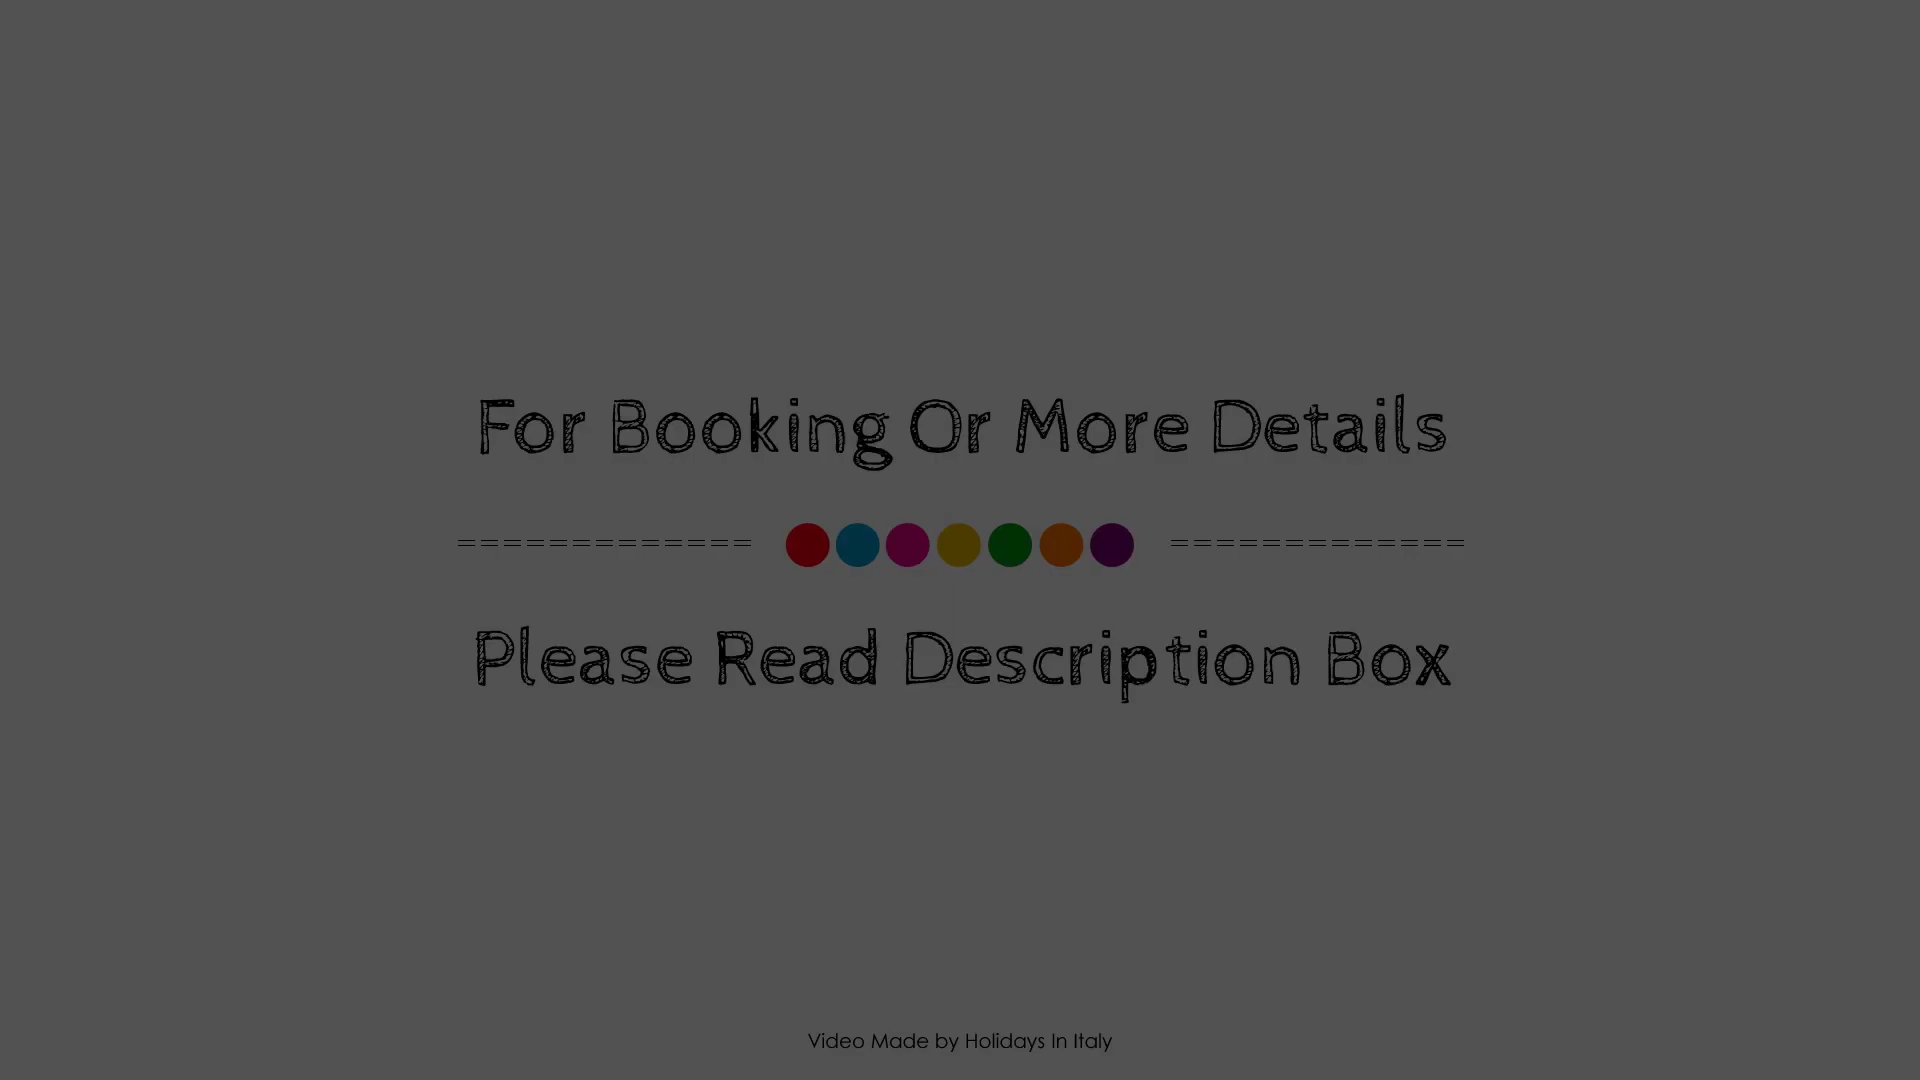 For Booking Or More Details
============= =============
Please Read Description Box
Video Made by Holidays In Italy